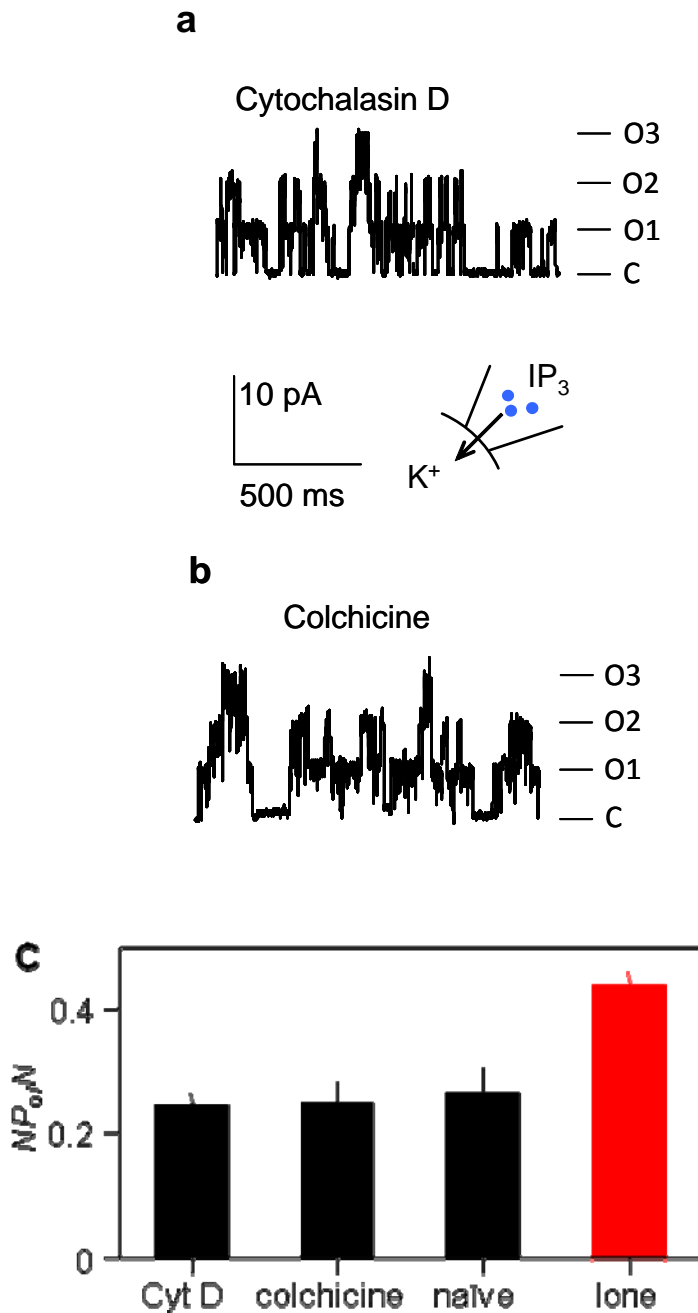 a
Cytochalasin D
O3
O2
O1
C
10 pA
500 ms
IP₃
K⁺
b
Colchicine
O3
O2
O1
C
c
NPₒ/N
0.4
0.2
0
Cyt D colchicine naïve lone